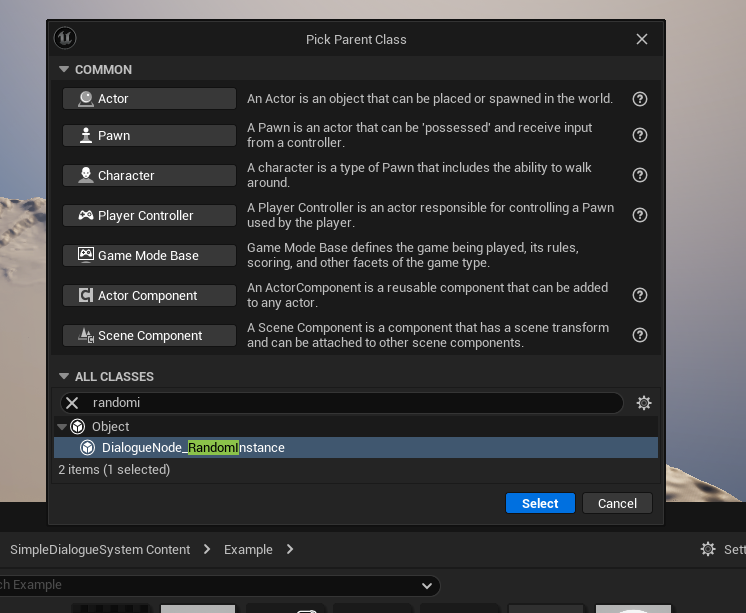 Pick Parent Class
COMMON
Actor
An Actor is an object that can be placed or spawned in the world.
Pawn
A Pawn is an actor that can be 'possessed' and receive input
from a controller.
Character
A character is a type of Pawn that includes the ability to walk
around.
Player Controller
A Player Controller is an actor responsible for controlling a Pawn
used by the player.
Game Mode Base
Game Mode Base defines the game being played, its rules,
scoring, and other facets of the game type.
Actor Component
An ActorComponent is a reusable component that can be added
to any actor.
Scene Component
A Scene Component is a component that has a scene transform
and can be attached to other scene components.
ALL CLASSES
randomi
Object
DialogueNode_RandomInstance
2 items (1 selected)
Select
Cancel
SimpleDialogueSystem Content
Example
Sett
ch Example